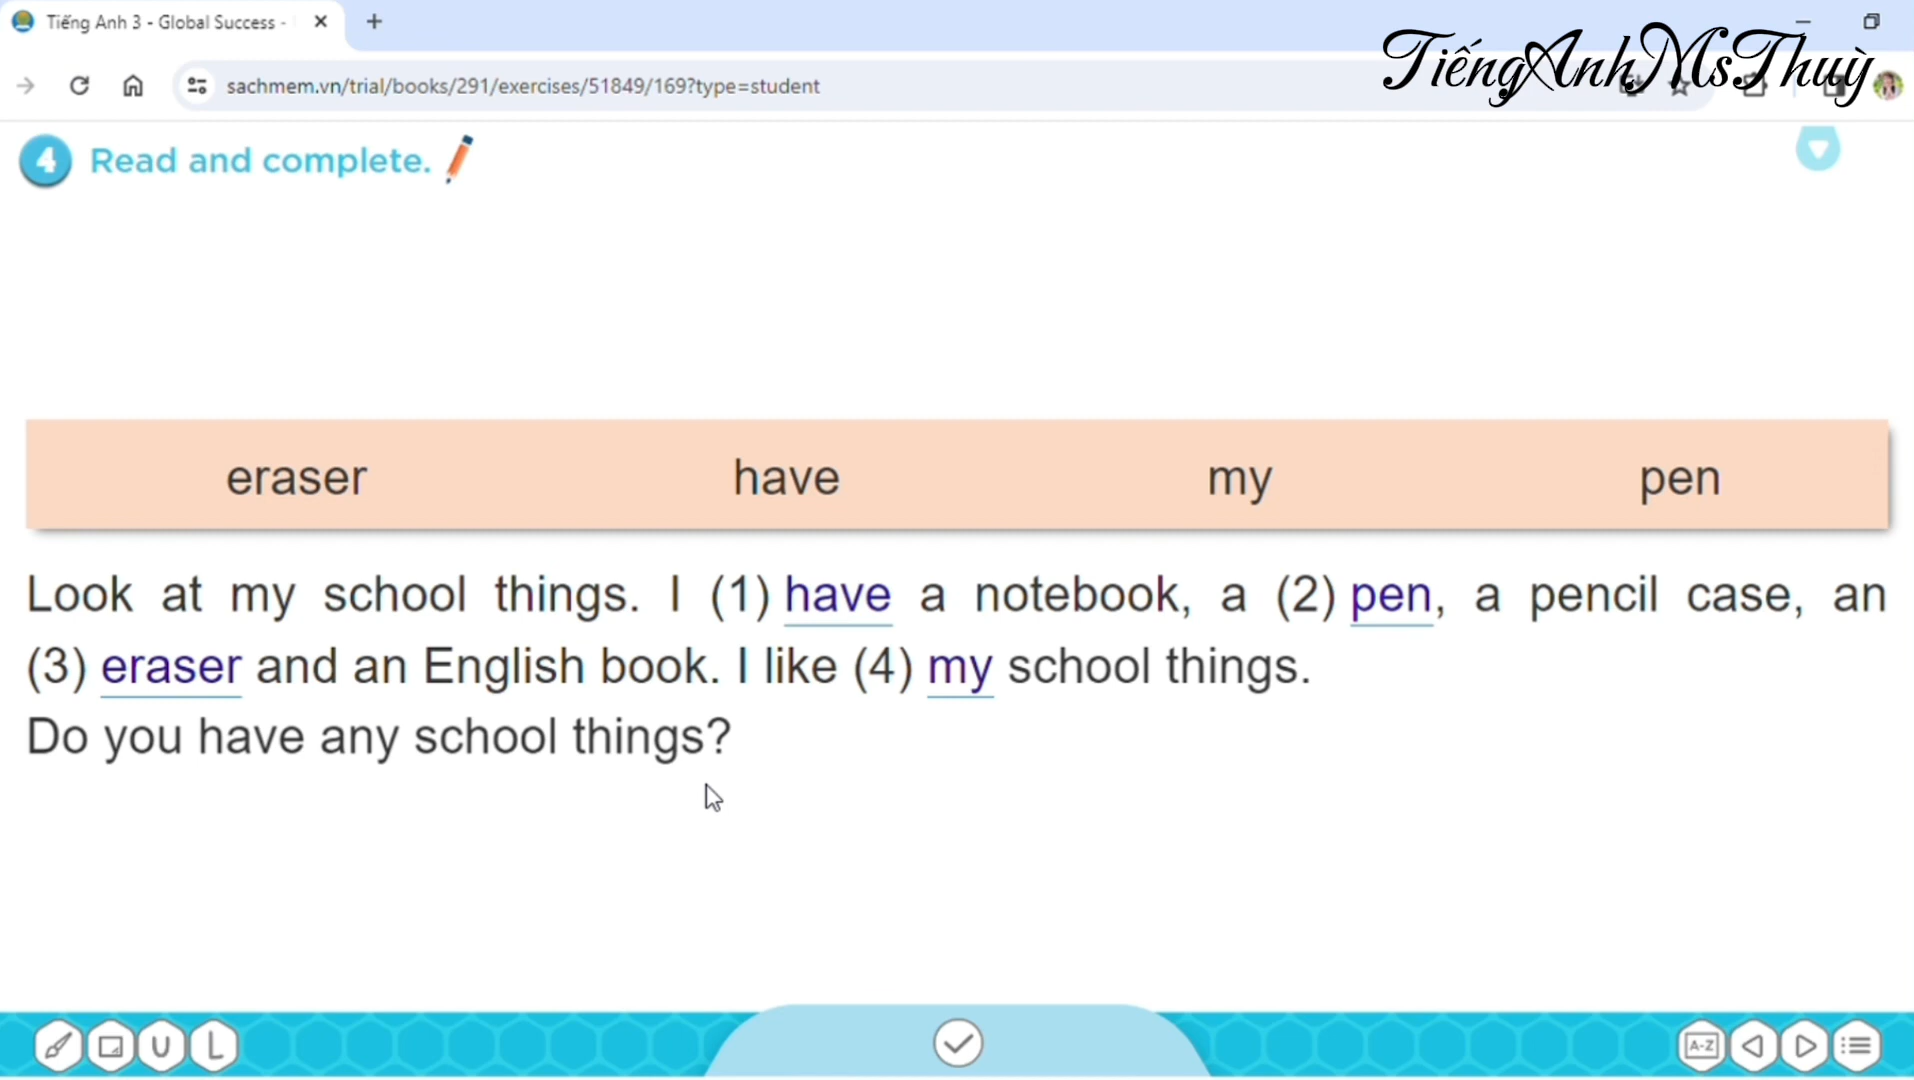 Tiếng Anh 3 - Global Success -
TiếngAnhMsThuỳ
sachmem.vn/trial/books/291/exercises/51849/169?type=student
4 Read and complete.
eraser have my pen
Look at my school things. I (1) have a notebook, a (2) pen, a pencil case, an
(3) eraser and an English book. I like (4) my school things.
Do you have any school things?
U L A-Z